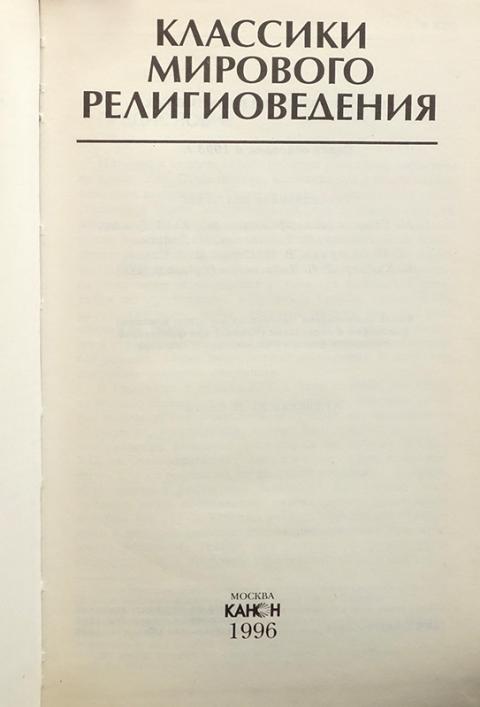 КЛАССИКИ
МИРОВОГО
РЕЛИГИОВЕДЕНИЯ
МОСКВА
КАНОН
1996